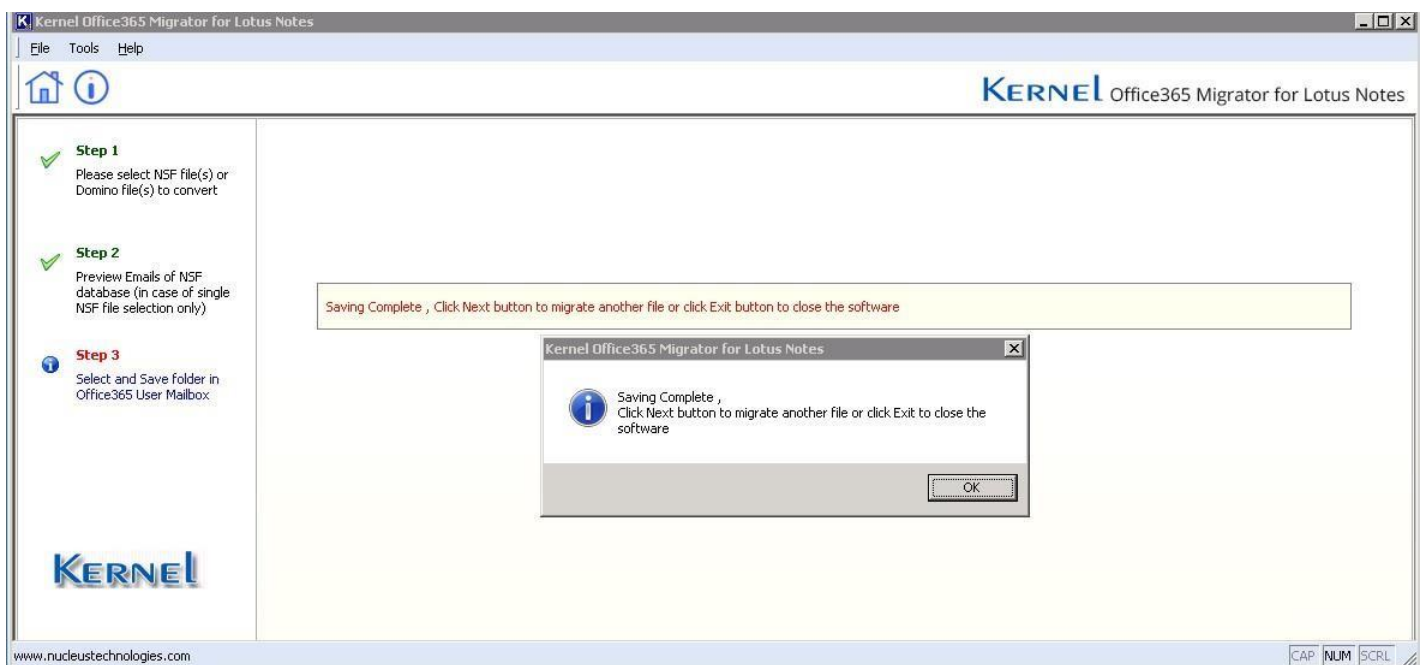 Kernel Office365 Migrator for Lotus Notes
File Tools Help
KERNEL Office365 Migrator for Lotus Notes
Step 1
Please select NSF file(s) or
Domino file(s) to convert
Step 2
Preview Emails of NSF
database (in case of single
NSF file selection only)
Step 3
Select and Save folder in
Office365 User Mailbox
Saving Complete , Click Next button to migrate another file or click Exit button to close the software
Kernel Office365 Migrator for Lotus Notes
Saving Complete ,
Click Next button to migrate another file or click Exit to close the
software
OK
KERNEL
www.nucleustechnologies.com
CAP NUM SCRL